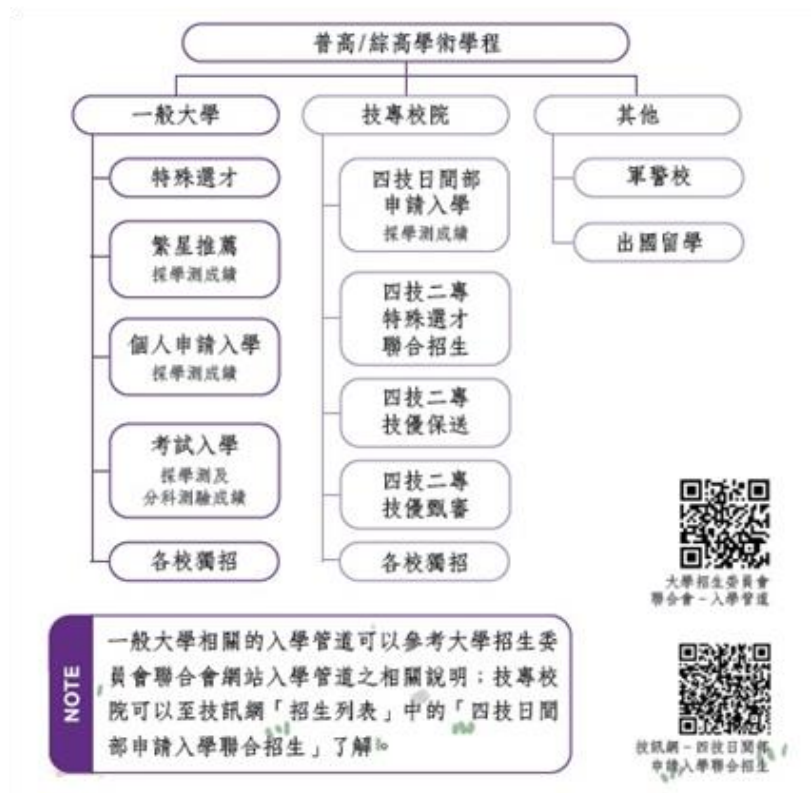 普高/綜高學術學程
一般大學
技專校院
其他
特殊選才
繁星推薦
採學測成績
個人申請入學
採學測成績
考試入學
採學測及
分科測驗成績
各校獨招
四技日間部
申請入學
採學測成績
四技二專
特殊選才
聯合招生
四技二專
技優保送
四技二專
技優甄審
各校獨招
軍警校
出國留學
大學招生委員會
聯合會-入學管道
NOTE
一般大學相關的入學管道可以參考大學招生委
員會聯合會網站入學管道之相關說明;技專校
院可以至技訊網「招生列表」中的「四技日間
部申請入學聯合招生」了解。
技訊網-四技日間部
申請入學聯合招生